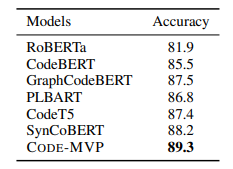 Models Accuracy
RoBERTa 81.9
CodeBERT 85.5
GraphCodeBERT 87.5
PLBART 86.8
CodeT5 87.4
SynCoBERT 88.2
CODE-MVP 89.3